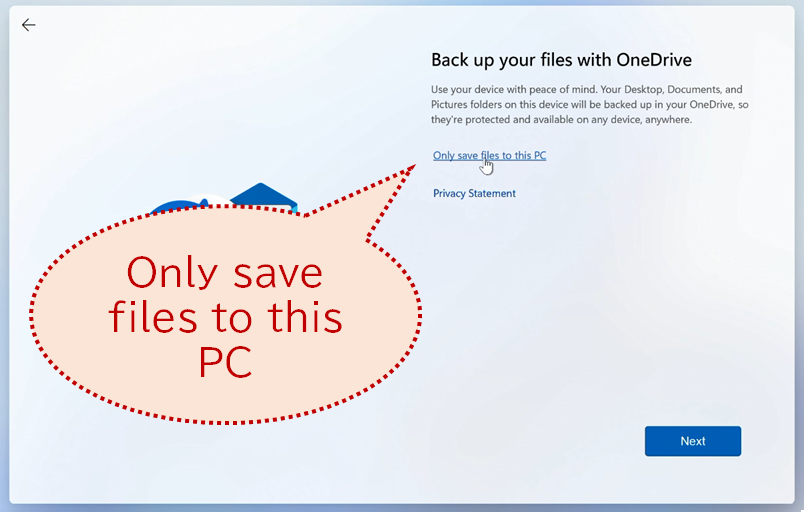 Back up your files with OneDrive
Use your device with peace of mind. Your Desktop, Documents, and
Pictures folders on this device will be backed up in your OneDrive, so
they're protected and available on any device, anywhere.
Only save files to this PC
Privacy Statement
Only save
files to this
PC
Next